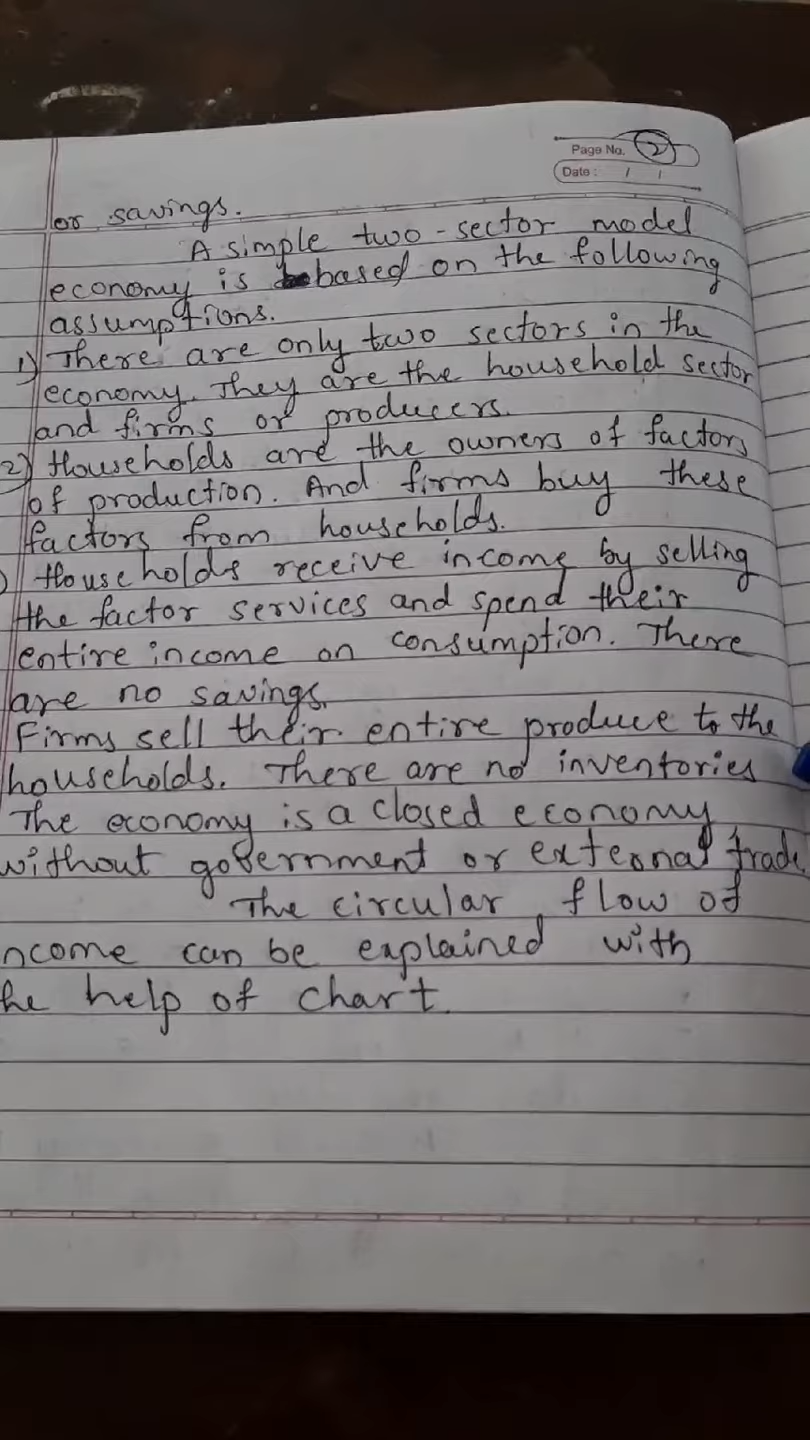 Page No. 2
Date : / /
or savings.
A simple two-sector model
economy is based on the following
assumptions.
1) There are only two sectors in the
economy. They are the household sector
and firms or producers.
2) Households are the owners of factors
of production. And firms buy these
factors from households.
) Households receive income by selling
the factor services and spend their
entire income on consumption. There
are no savings.
Firms sell their entire produce to the
households. There are no inventories
The economy is a closed economy
without government or external trade
The circular flow of
ncome can be explained with
he help of chart.